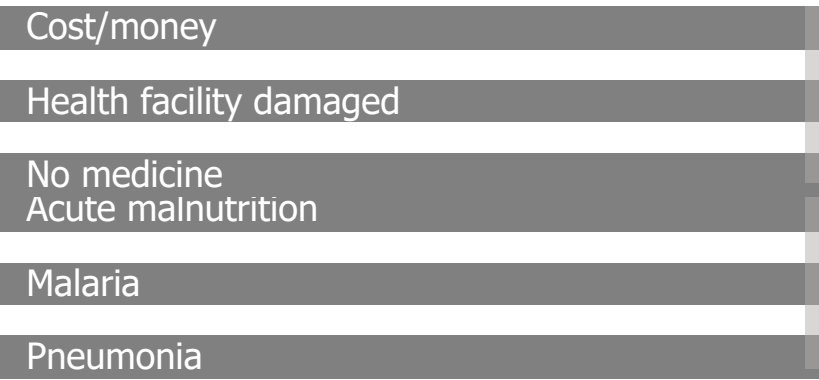 Cost/money
Health facility damaged
No medicine
Acute malnutrition
Malaria
Pneumonia